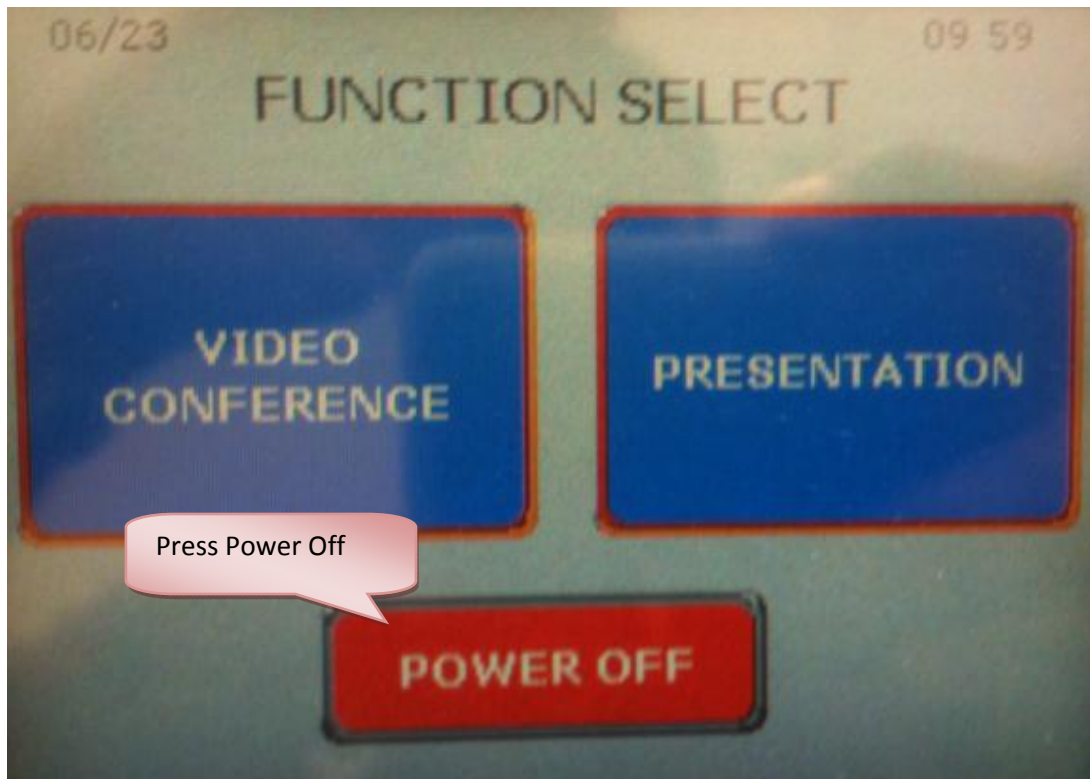 06/23
09 59
FUNCTION SELECT
VIDEO
CONFERENCE
PRESENTATION
Press Power Off
POWER OFF